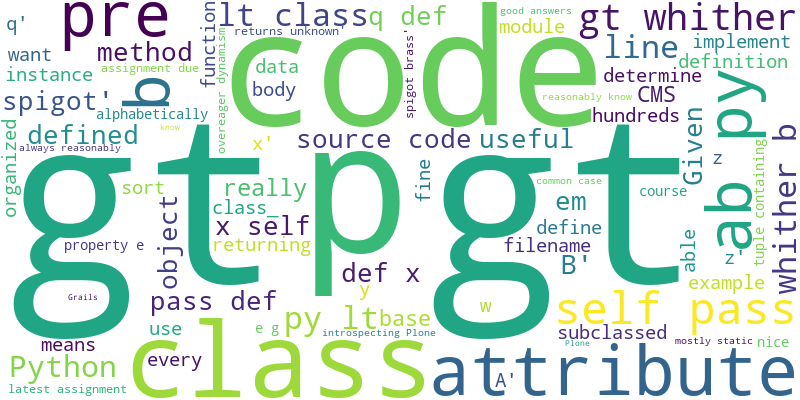 q'
pre
lt class
q def
good answers
gt whither
want
method
function
returns unknown'
module
line
implement
instance
assignment due
code
data
determine
definition
spigot'
b
body
overeager dynamism
spigot brass'
reasonably know
CMS
alphabetically
hundreds
organized
defined
know
x'
source code
useful
Given
ab py
whither b
always reasonably
gt
p
gt
fine
z
tuple containing
sort
really
common case
course
class_
em
object
x self
define
property e
returning
filename
able
z'
def x
B'
example
Grails
pass def
y
w
self pass
means
use
e g
py lt
base
introspecting Plone
subclassed
mostly static
nice
Plone
every
Python
class
attribute
A'
latest assignment